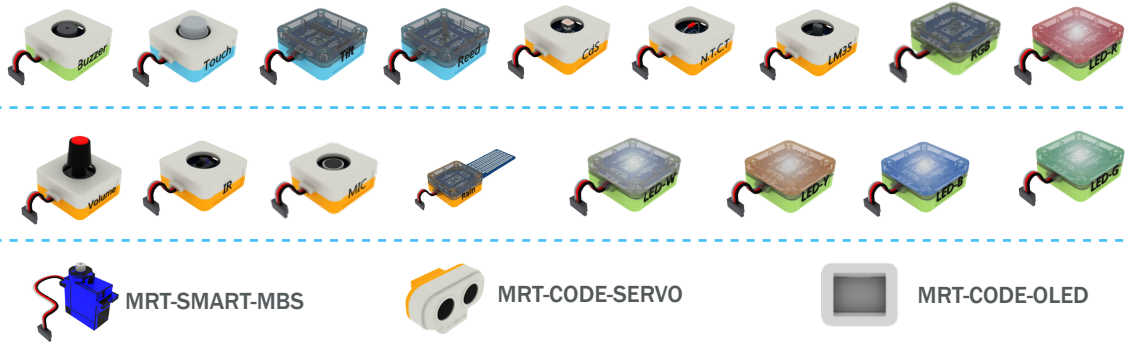 Buzzer
Touch
Tilt
Reed
CdS
N.T.C.T
LM35
RGB
LED-R
Volume
IR
MIC
Rain
LED-W
LED-Y
LED-B
LED-G
MRT-SMART-MBS
MRT-CODE-SERVO
MRT-CODE-OLED